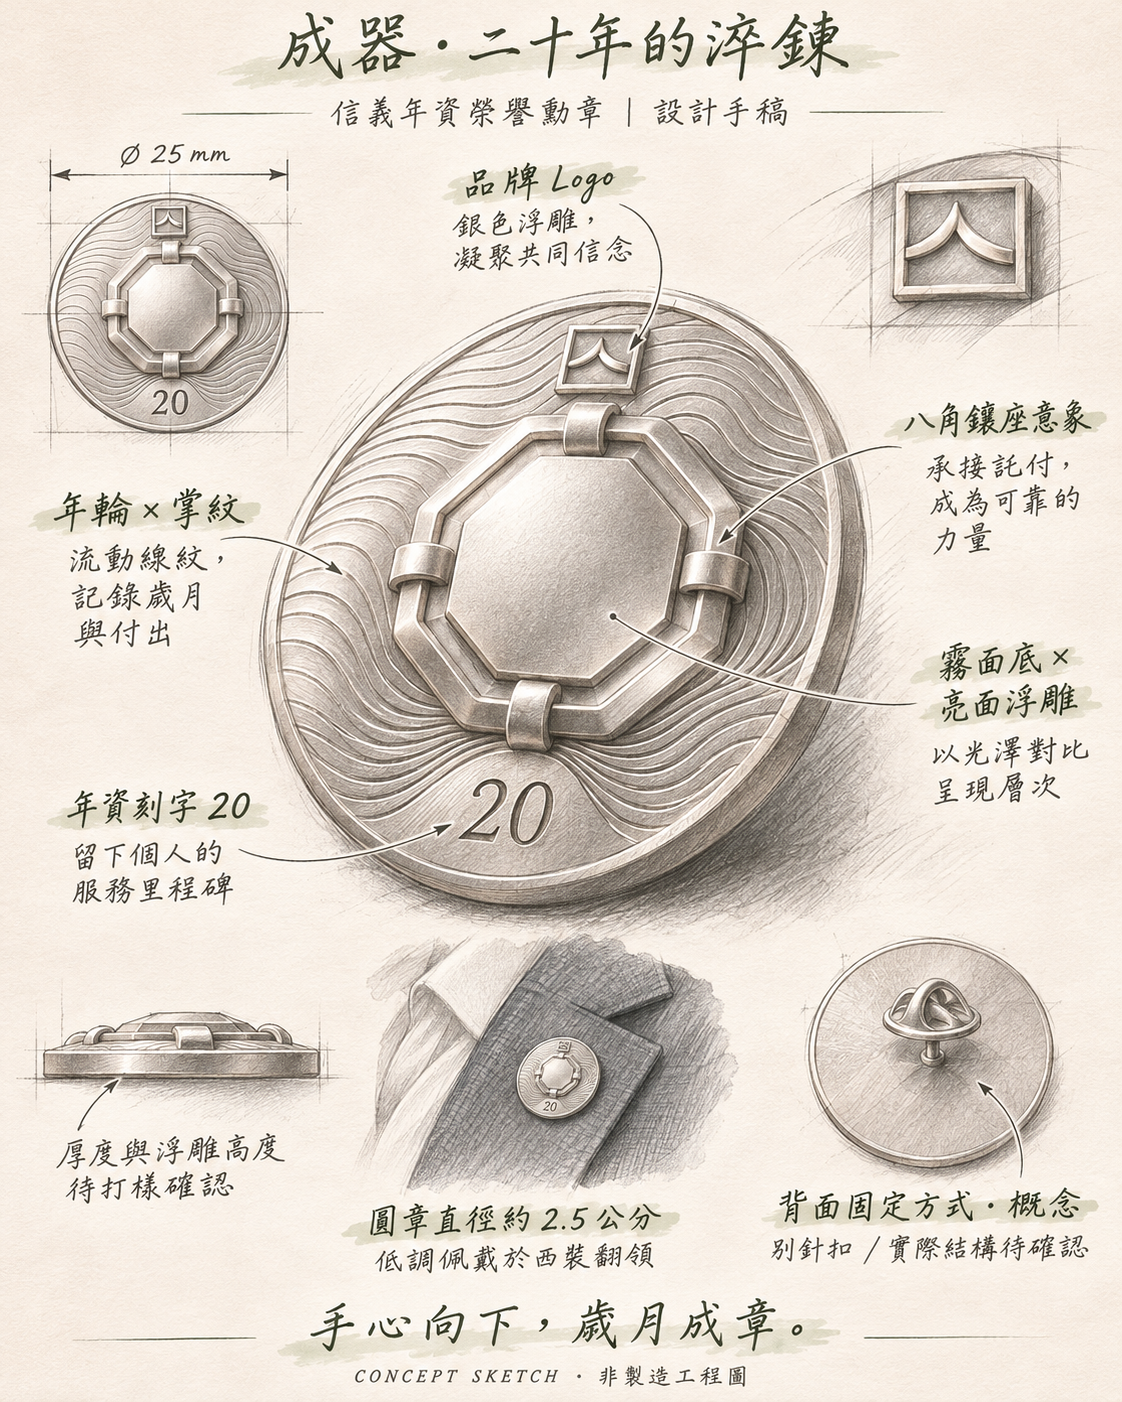 成器・二十年的淬鍊
信義年資榮譽勳章｜設計手稿
Ø 25 mm
20
品牌 Logo
銀色浮雕，
凝聚共同信念
八角鑲座意象
承接託付，
成為可靠的
力量
年輪 × 掌紋
流動線紋，
記錄歲月
與付出
霧面底 ×
亮面浮雕
以光澤對比
呈現層次
年資刻字 20
留下個人的
服務里程碑
20
厚度與浮雕高度
待打樣確認
20
圓章直徑約 2.5 公分
低調佩戴於西裝翻領
背面固定方式・概念
別針扣 / 實際結構待確認
手心向下，歲月成章。
CONCEPT SKETCH · 非製造工程圖